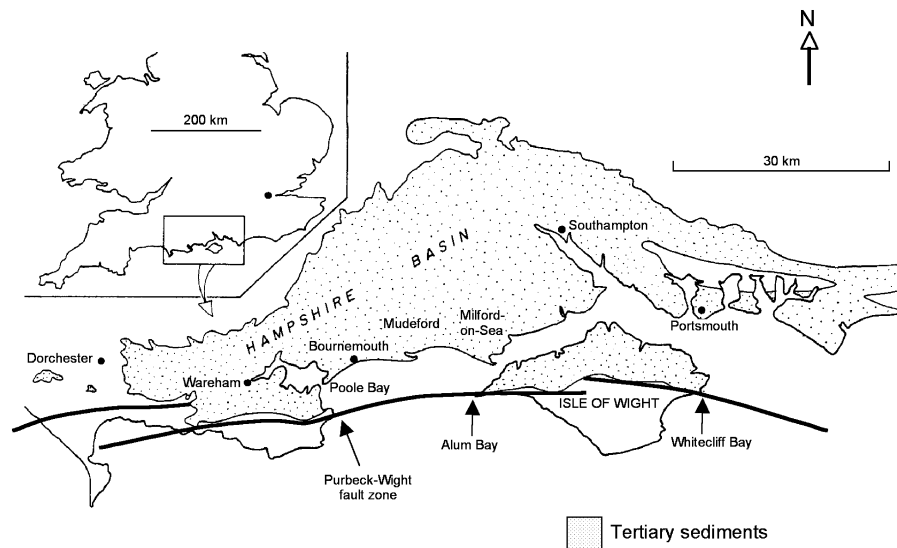 N
200 km
30 km
Southampton
HAMPSHIRE BASIN
Portsmouth
Mudeford
Milford-
on-Sea
Bournemouth
Dorchester
Wareham
Poole Bay
ISLE OF WIGHT
Alum Bay
Whitecliff Bay
Purbeck-Wight
fault zone
Tertiary sediments